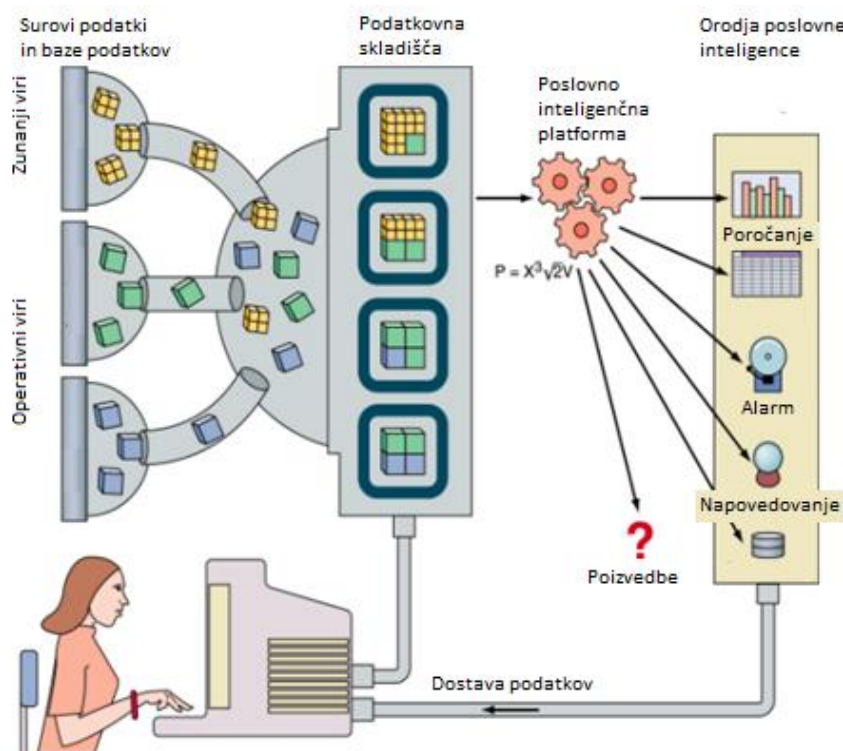 Surovi podatki
in baze podatkov
Podatkovna
skladišča
Orodja poslovne
inteligence
Poslovno
inteligenčna
platforma
Zunanji viri
Operativni viri
P = X³√2V
Poročanje
Alarm
Napovedovanje
?
Poizvedbe
Dostava podatkov